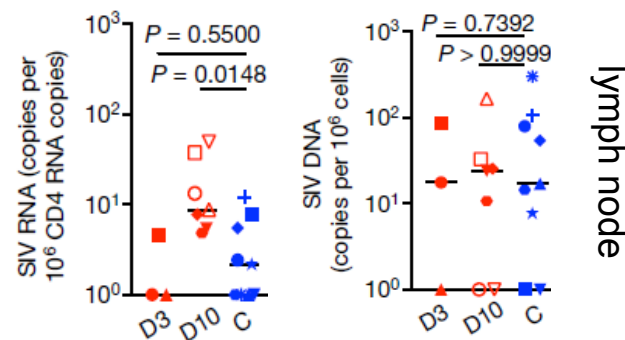 P = 0.5500
P = 0.0148
SIV RNA (copies per
10⁶ CD4 RNA copies)
10³
10²
10¹
10⁰
D3 D10 C
P = 0.7392
P > 0.9999
SIV DNA
(copies per 10⁶ cells)
10³
10²
10¹
10⁰
D3 D10 C
lymph node